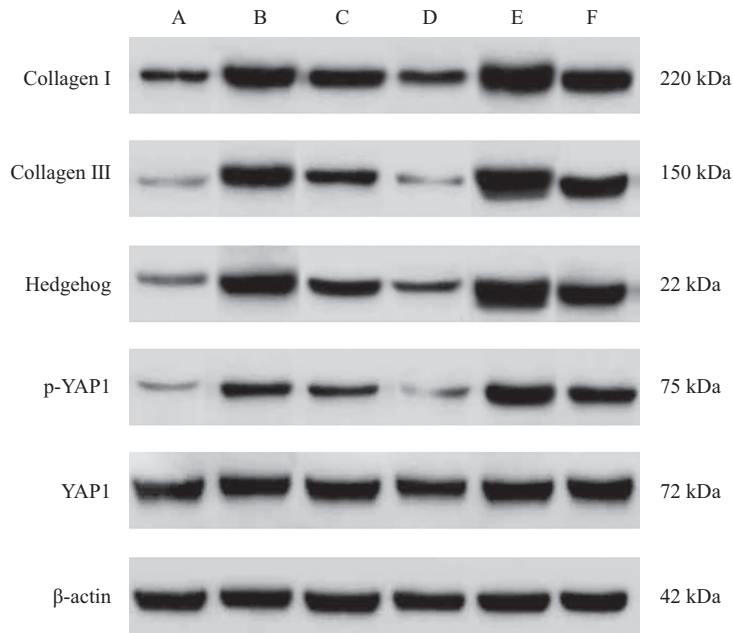 A B C D E F
Collagen I 220 kDa
Collagen III 150 kDa
Hedgehog 22 kDa
p-YAP1 75 kDa
YAP1 72 kDa
β-actin 42 kDa